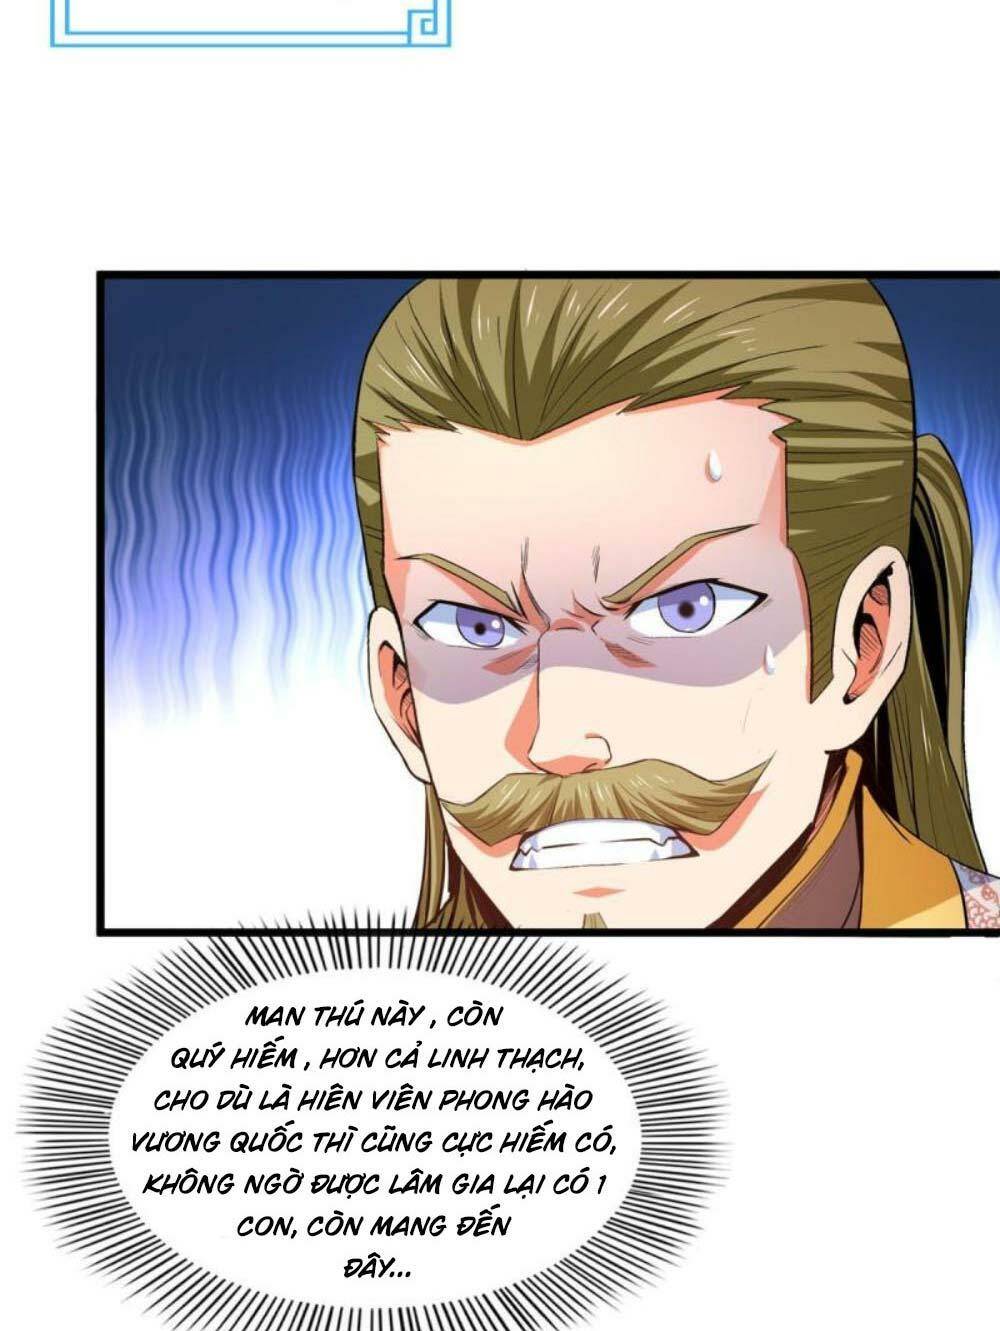 MAN THÚ NÀY , CÒN
QUÝ HIẾM , HƠN CẢ LINH THẠCH,
CHO DÙ LÀ HIÊN VIÊN PHONG HÀO
VƯƠNG QUỐC THÌ CŨNG CỰC HIẾM CÓ,
KHÔNG NGỜ ĐƯỢC LÂM GIA LẠI CÓ 1
CON, CÒN MANG ĐẾN
ĐÂY...